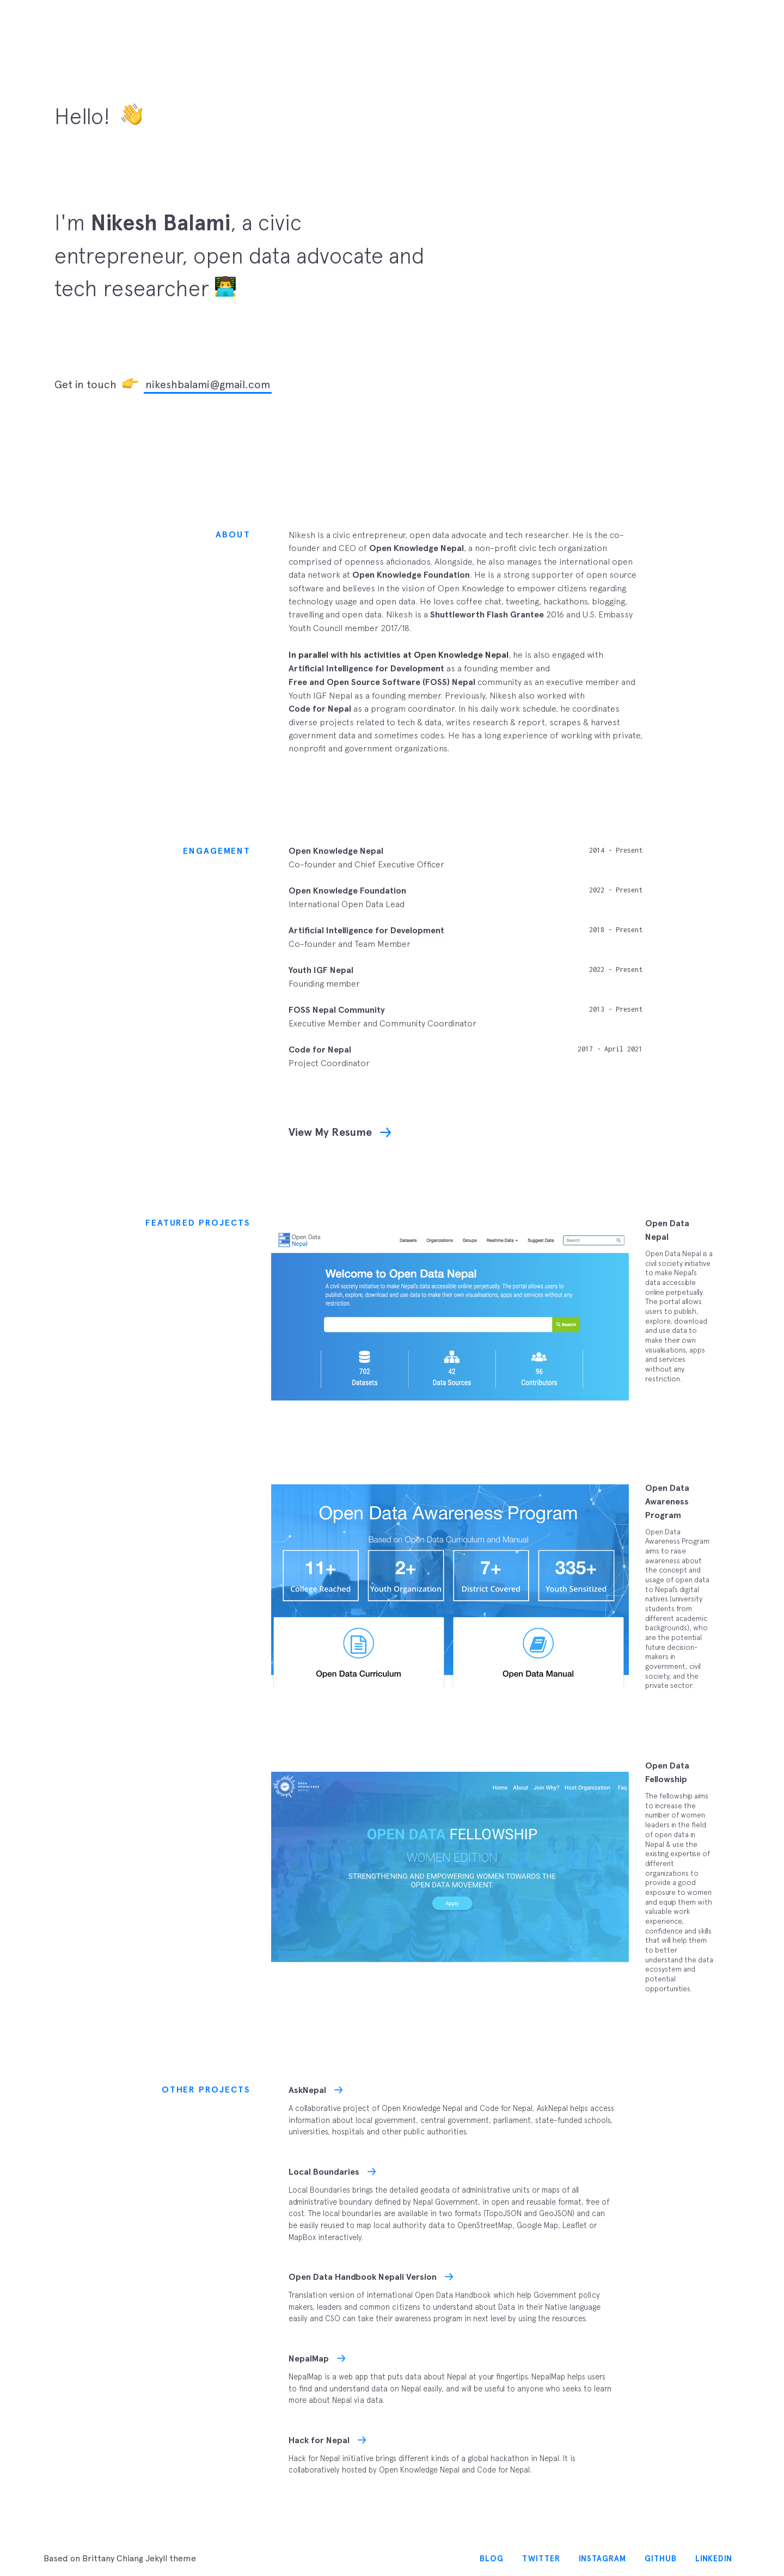 Hello! 👋
I'm Nikesh Balami, a civic
entrepreneur, open data advocate and
tech researcher 👨‍💻
Get in touch 👉 nikeshbalami@gmail.com
ABOUT
Nikesh is a civic entrepreneur, open data advocate and tech researcher. He is the co-
founder and CEO of Open Knowledge Nepal, a non-profit civic tech organization
comprised of openness aficionados. Alongside, he also manages the international open
data network at Open Knowledge Foundation. He is a strong supporter of open source
software and believes in the vision of Open Knowledge to empower citizens regarding
technology usage and open data. He loves coffee chat, tweeting, hackathons, blogging,
travelling and open data. Nikesh is a Shuttleworth Flash Grantee 2016 and U.S. Embassy
Youth Council member 2017/18.
In parallel with his activities at Open Knowledge Nepal, he is also engaged with
Artificial Intelligence for Development as a founding member and
Free and Open Source Software (FOSS) Nepal community as an executive member and
Youth IGF Nepal as a founding member. Previously, Nikesh also worked with
Code for Nepal as a program coordinator. In his daily work schedule, he coordinates
diverse projects related to tech & data, writes research & report, scrapes & harvest
government data and sometimes codes. He has a long experience of working with private,
nonprofit and government organizations.
ENGAGEMENT
Open Knowledge Nepal 2014 - Present
Co-founder and Chief Executive Officer
Open Knowledge Foundation 2022 - Present
International Open Data Lead
Artificial Intelligence for Development 2018 - Present
Co-founder and Team Member
Youth IGF Nepal 2022 - Present
Founding member
FOSS Nepal Community 2013 - Present
Executive Member and Community Coordinator
Code for Nepal 2017 - April 2021
Project Coordinator
View My Resume →
FEATURED PROJECTS
Open Data
Nepal
Datasets Organizations Groups Realtime Data Suggest Data Search
Welcome to Open Data Nepal
A civil society initiative to make Nepal's data accessible online perpetually. The portal allows users to
publish, explore, download and use data to make their own visualisations, apps and services without any
restriction.
Search
702 42 96
Datasets Data Sources Contributors
Open Data
Nepal
Open Data Nepal is a
civil society initiative
to make Nepal's
data accessible
online perpetually.
The portal allows
users to publish,
explore, download
and use data to
make their own
visualisations, apps
and services
without any
restriction.
Open Data Awareness Program
Based on Open Data Curriculum and Manual
11+ 2+ 7+ 335+
College Reached Youth Organization District Covered Youth Sensitized
Open Data Curriculum Open Data Manual
Open Data
Awareness
Program
Open Data
Awareness Program
aims to raise
awareness about
the concept and
usage of open data
to Nepal's digital
natives (university
students from
different academic
backgrounds), who
are the potential
future decision-
makers in
government, civil
society, and the
private sector.
OPEN
KNOWLEDGE
NEPAL
Home About Join Why? Host Organization Faq
OPEN DATA FELLOWSHIP
WOMEN EDITION
STRENGTHENING AND EMPOWERING WOMEN TOWARDS THE
OPEN DATA MOVEMENT.
Apply
Open Data
Fellowship
The fellowship aims
to increase the
number of women
leaders in the field
of open data in
Nepal & use the
existing expertise of
different
organizations to
provide a good
exposure to women
and equip them with
valuable work
experience,
confidence and skills
that will help them
to better
understand the data
ecosystem and
potential
opportunities.
OTHER PROJECTS
AskNepal →
A collaborative project of Open Knowledge Nepal and Code for Nepal, AskNepal helps access
information about local government, central government, parliament, state-funded schools,
universities, hospitals and other public authorities
Local Boundaries →
Local Boundaries brings the detailed geodata of administrative units or maps of all
administrative boundary defined by Nepal Government, in open and reusable format, free of
cost. The local boundaries are available in two formats (TopoJSON and GeoJSON) and can
be easily reused to map local authority data to OpenStreetMap, Google Map, Leaflet or
MapBox interactively.
Open Data Handbook Nepali Version →
Translation version of international Open Data Handbook which help Government policy
makers, leaders and common citizens to understand about Data in their Native language
easily and CSO can take their awareness program in next level by using the resources.
NepalMap →
NepalMap is a web app that puts data about Nepal at your fingertips. NepalMap helps users
to find and understand data on Nepal easily, and will be useful to anyone who seeks to learn
more about Nepal via data.
Hack for Nepal →
Hack for Nepal initiative brings different kinds of a global hackathon in Nepal. It is
collaboratively hosted by Open Knowledge Nepal and Code for Nepal.
Based on Brittany Chiang Jekyll theme
BLOG TWITTER INSTAGRAM GITHUB LINKEDIN